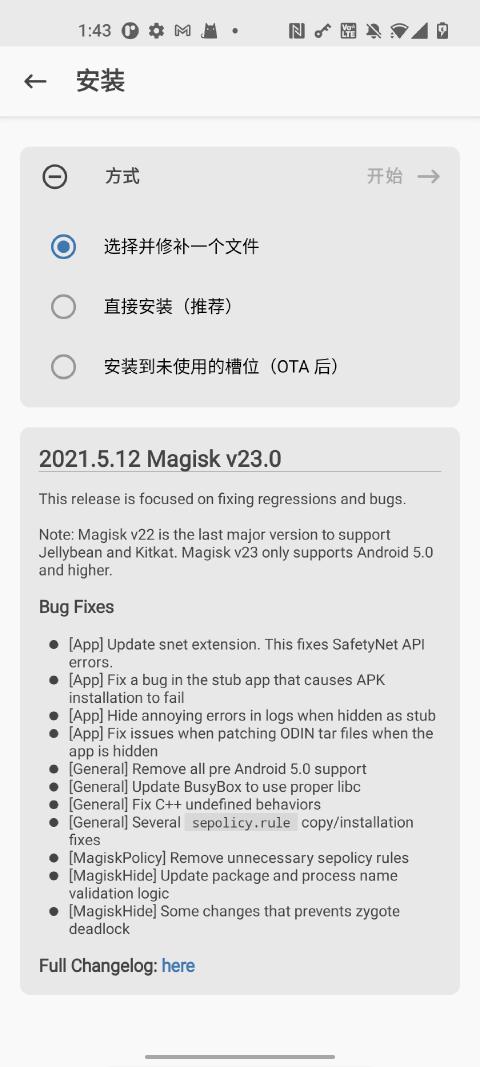 1:43
安装
方式
开始
选择并修补一个文件
直接安装（推荐）
安装到未使用的槽位（OTA 后）
2021.5.12 Magisk v23.0
This release is focused on fixing regressions and bugs.
Note: Magisk v22 is the last major version to support
Jellybean and Kitkat. Magisk v23 only supports Android 5.0
and higher.
Bug Fixes
[App] Update snet extension. This fixes SafetyNet API
errors.
[App] Fix a bug in the stub app that causes APK
installation to fail
[App] Hide annoying errors in logs when hidden as stub
[App] Fix issues when patching ODIN tar files when the
app is hidden
[General] Remove all pre Android 5.0 support
[General] Update BusyBox to use proper libc
[General] Fix C++ undefined behaviors
[General] Several sepolicy.rule copy/installation
fixes
[MagiskPolicy] Remove unnecessary sepolicy rules
[MagiskHide] Update package and process name
validation logic
[MagiskHide] Some changes that prevents zygote
deadlock
Full Changelog: here